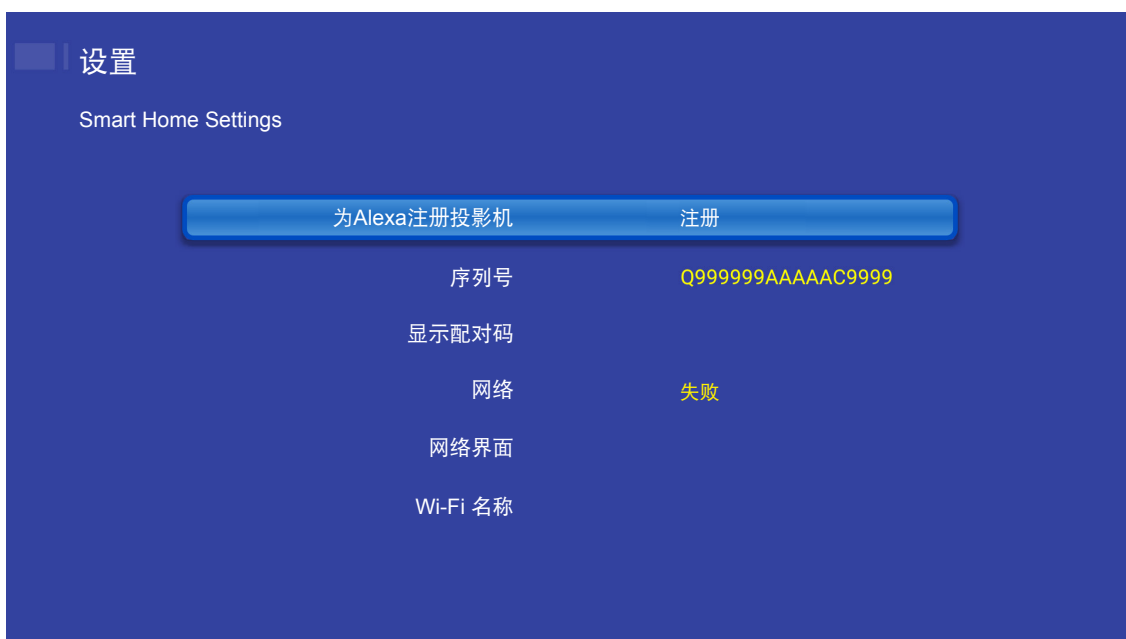 设置
Smart Home Settings
为Alexa注册投影机 注册
序列号 Q999999AAAAAC9999
显示配对码
网络 失败
网络界面
Wi-Fi 名称